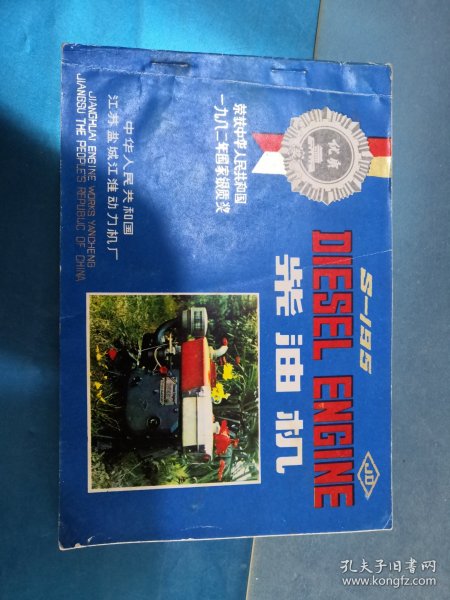 S-195
DIESEL ENGINE
柴油机
JD
荣获中华人民共和国
一九八二年国家银质奖
中华人民共和国
江苏盐城江淮动力机厂
JIANGHUAI ENGINE WORKS YANCHENG
JIANGSU THE PEOPLE'S REPUBLIC OF CHINA
孔夫子旧书网
www.kongfz.com